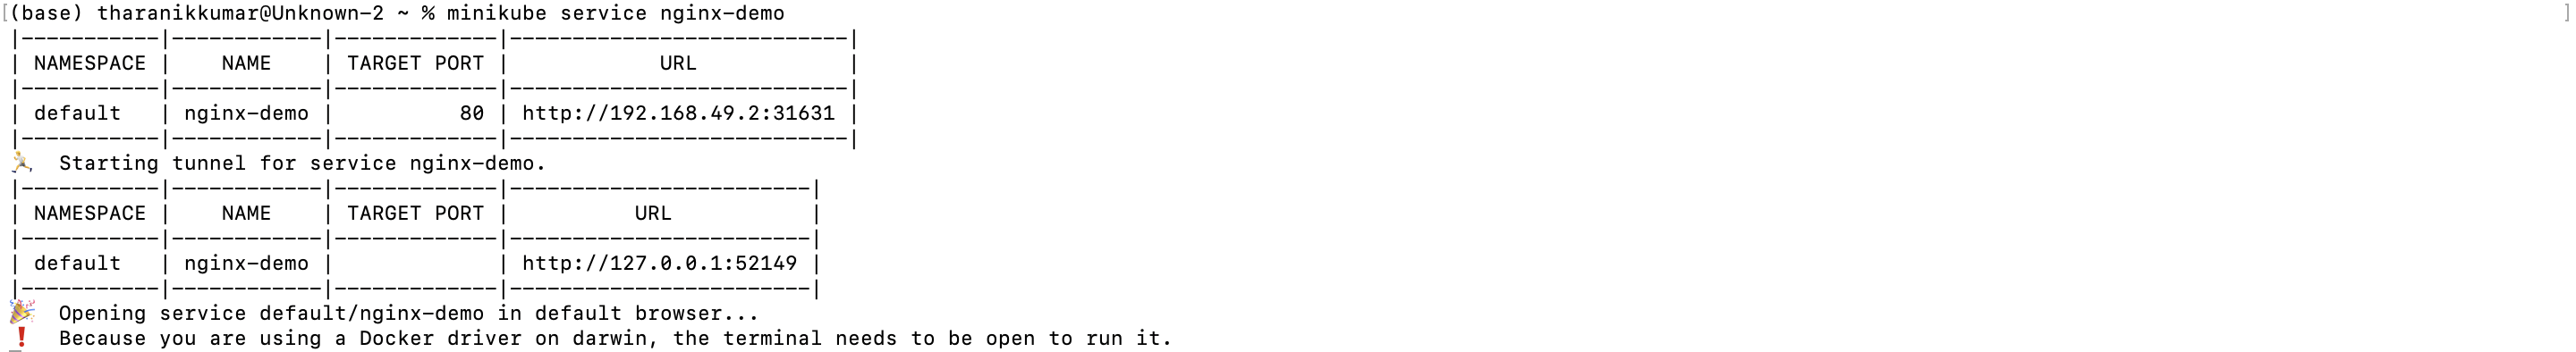 [(base) tharanikkumar@Unknown-2 ~ % minikube service nginx-demo ]
|-----------|------------|-------------|---------------------------|
| NAMESPACE |    NAME    | TARGET PORT |            URL            |
|-----------|------------|-------------|---------------------------|
| default   | nginx-demo |          80 | http://192.168.49.2:31631 |
|-----------|------------|-------------|---------------------------|
🏃  Starting tunnel for service nginx-demo.
|-----------|------------|-------------|------------------------|
| NAMESPACE |    NAME    | TARGET PORT |          URL           |
|-----------|------------|-------------|------------------------|
| default   | nginx-demo |             | http://127.0.0.1:52149 |
|-----------|------------|-------------|------------------------|
🎉  Opening service default/nginx-demo in default browser...
❗  Because you are using a Docker driver on darwin, the terminal needs to be open to run it.